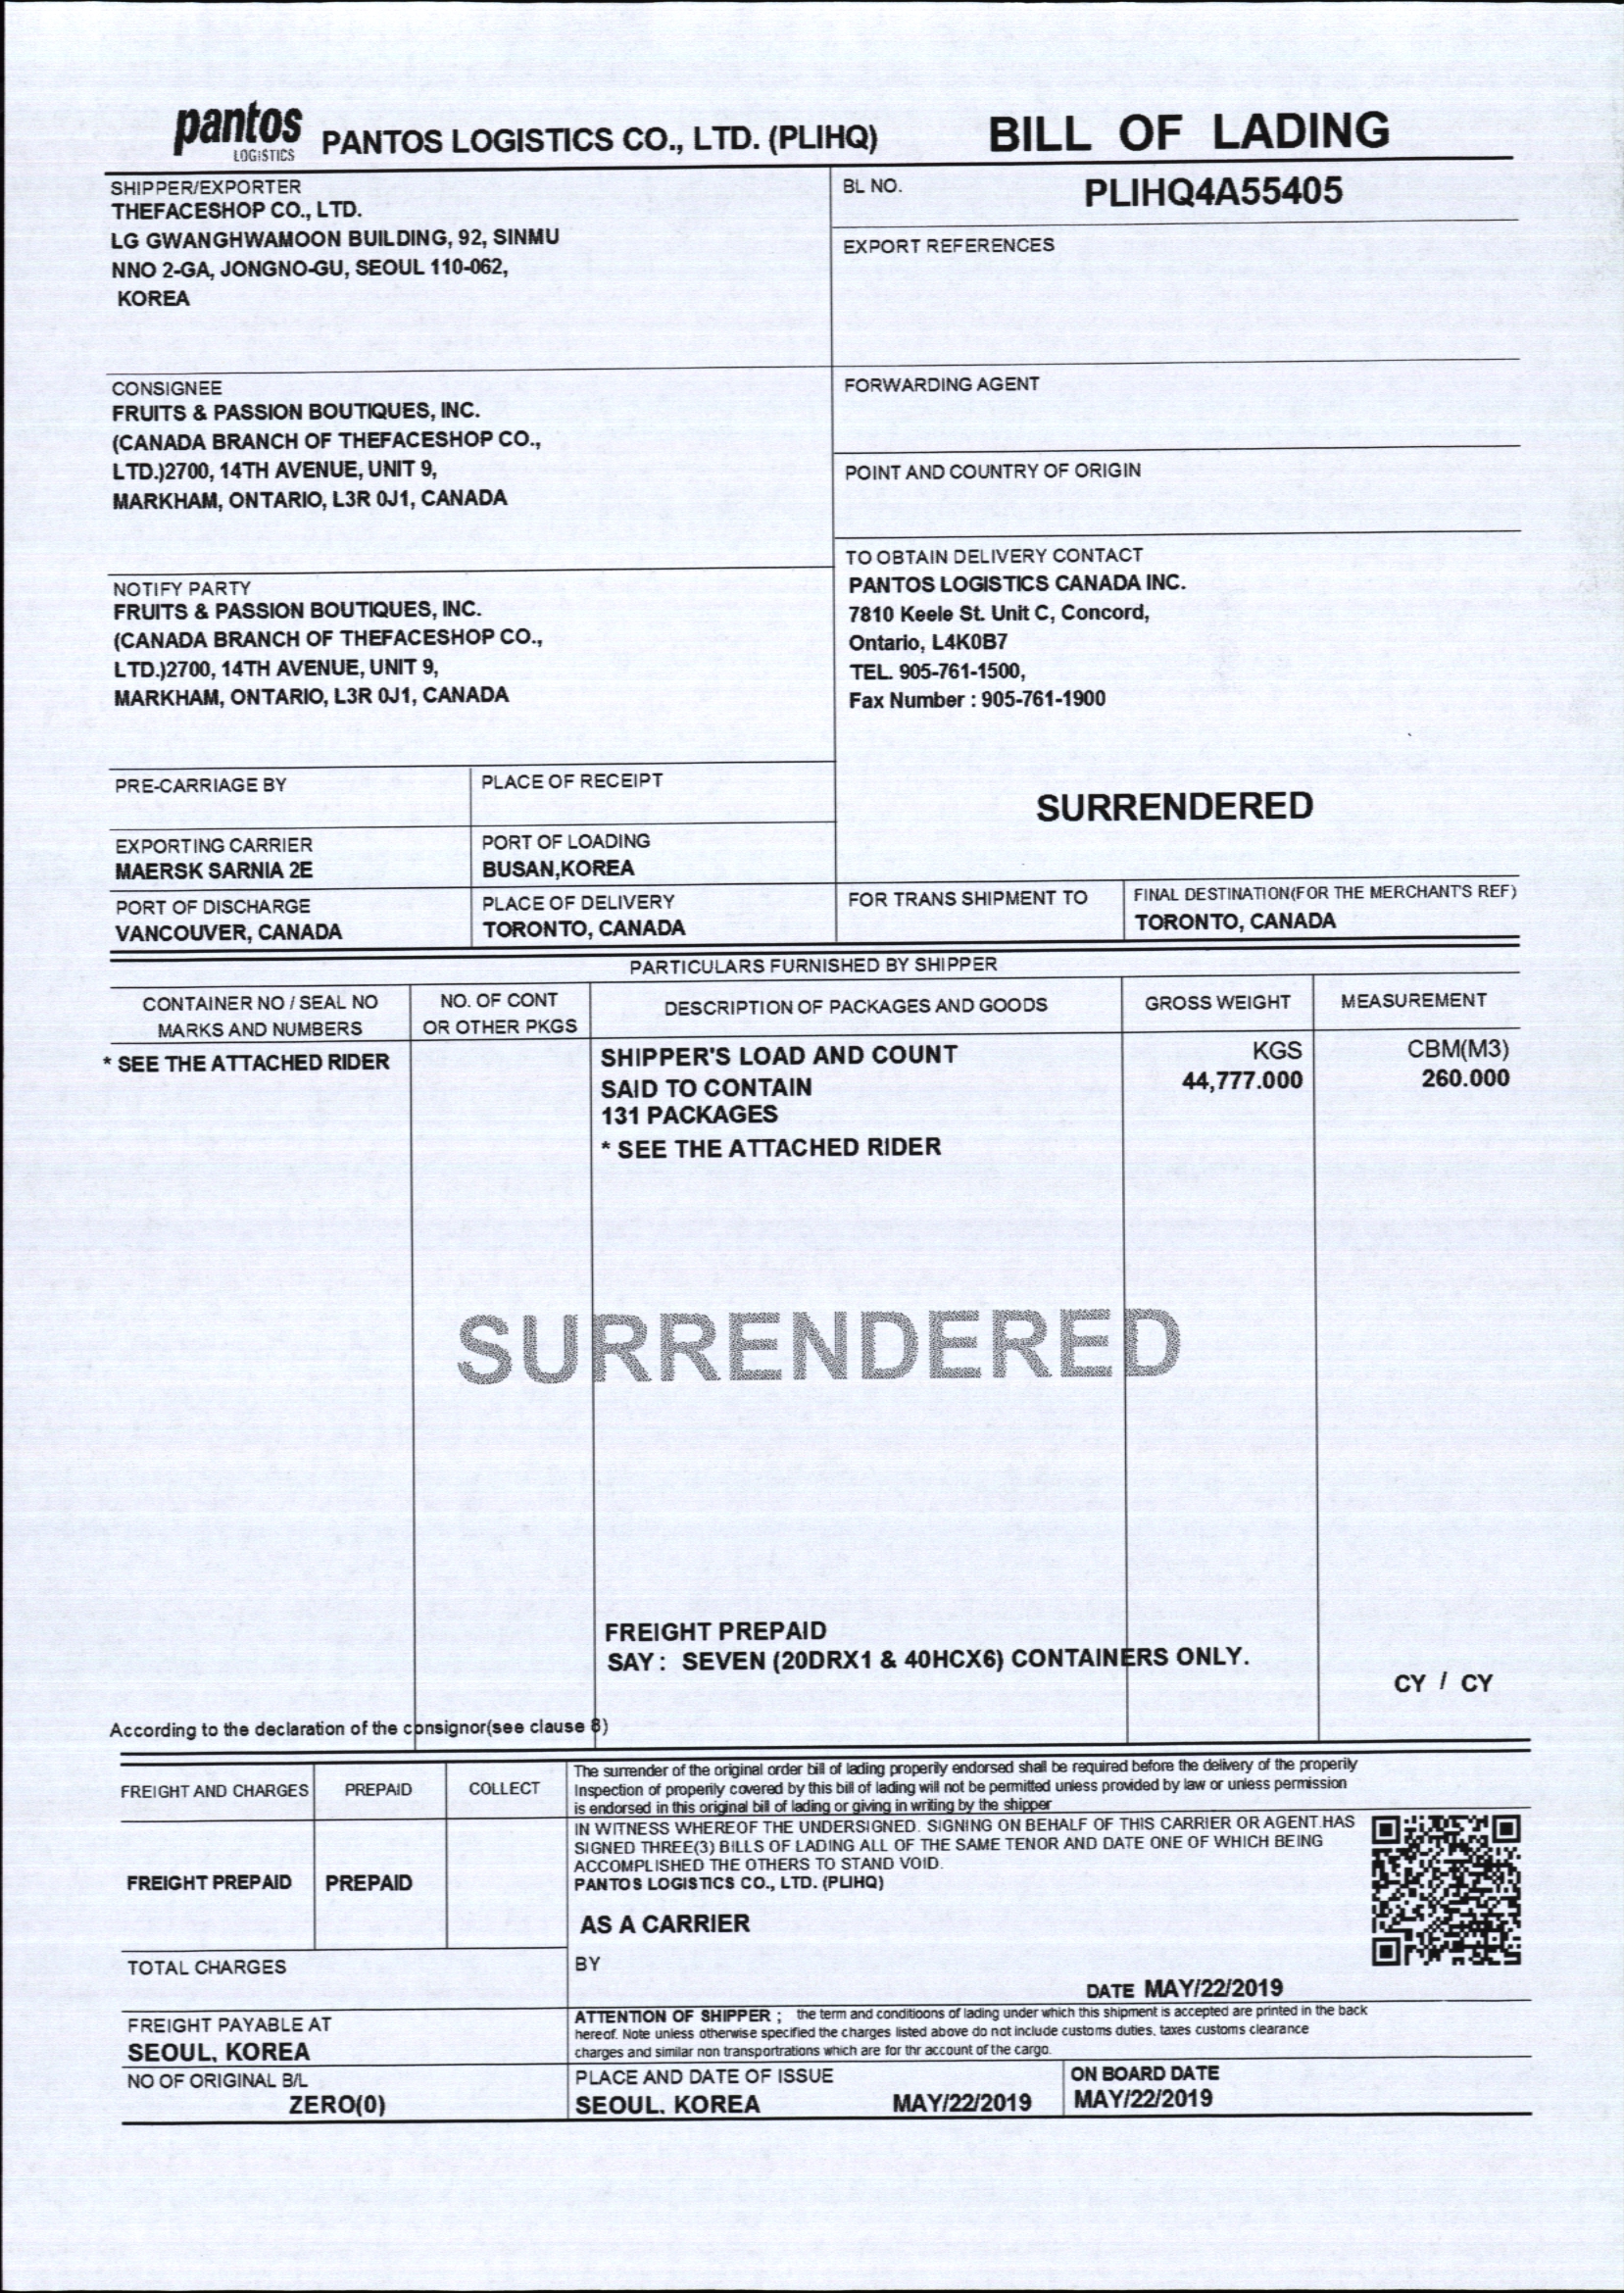 pantos
LOGISTICS
PANTOS LOGISTICS CO., LTD. (PLIHQ)
BILL OF LADING
SHIPPER/EXPORTER
THEFACESHOP CO., LTD.
LG GWANGHWAMOON BUILDING, 92, SINMU
NNO 2-GA, JONGNO-GU, SEOUL 110-062,
KOREA
BL NO.
PLIHQ4A55405
EXPORT REFERENCES
CONSIGNEE
FRUITS & PASSION BOUTIQUES, INC.
(CANADA BRANCH OF THEFACESHOP CO.,
LTD.)2700, 14TH AVENUE, UNIT 9,
MARKHAM, ONTARIO, L3R 0J1, CANADA
FORWARDING AGENT
POINT AND COUNTRY OF ORIGIN
NOTIFY PARTY
FRUITS & PASSION BOUTIQUES, INC.
(CANADA BRANCH OF THEFACESHOP CO.,
LTD.)2700, 14TH AVENUE, UNIT 9,
MARKHAM, ONTARIO, L3R 0J1, CANADA
TO OBTAIN DELIVERY CONTACT
PANTOS LOGISTICS CANADA INC.
7810 Keele St. Unit C, Concord,
Ontario, L4K0B7
TEL. 905-761-1500,
Fax Number : 905-761-1900
PRE-CARRIAGE BY
PLACE OF RECEIPT
SURRENDERED
EXPORTING CARRIER
MAERSK SARNIA 2E
PORT OF LOADING
BUSAN,KOREA
PORT OF DISCHARGE
VANCOUVER, CANADA
PLACE OF DELIVERY
TORONTO, CANADA
FOR TRANS SHIPMENT TO
FINAL DESTINATION(FOR THE MERCHANT'S REF)
TORONTO, CANADA
PARTICULARS FURNISHED BY SHIPPER
CONTAINER NO / SEAL NO
MARKS AND NUMBERS
NO. OF CONT
OR OTHER PKGS
DESCRIPTION OF PACKAGES AND GOODS
GROSS WEIGHT
MEASUREMENT
* SEE THE ATTACHED RIDER
SHIPPER'S LOAD AND COUNT
SAID TO CONTAIN
131 PACKAGES
* SEE THE ATTACHED RIDER
KGS
44,777.000
CBM(M3)
260.000
SURRENDERED
FREIGHT PREPAID
SAY : SEVEN (20DRX1 & 40HCX6) CONTAINERS ONLY.
CY / CY
According to the declaration of the consignor(see clause 8)
FREIGHT AND CHARGES
PREPAID
COLLECT
The surrender of the original order bill of lading properily endorsed shall be required before the delivery of the properily
Inspection of properily covered by this bill of lading will not be permitted unless provided by law or unless permission
is endorsed in this original bill of lading or giving in writing by the shipper
IN WITNESS WHEREOF THE UNDERSIGNED. SIGNING ON BEHALF OF THIS CARRIER OR AGENT.HAS
SIGNED THREE(3) BILLS OF LADING ALL OF THE SAME TENOR AND DATE ONE OF WHICH BEING
ACCOMPLISHED THE OTHERS TO STAND VOID.
PANTOS LOGISTICS CO., LTD. (PLIHQ)
FREIGHT PREPAID
PREPAID
AS A CARRIER
TOTAL CHARGES
BY
DATE MAY/22/2019
FREIGHT PAYABLE AT
SEOUL, KOREA
ATTENTION OF SHIPPER ; the term and conditioons of lading under which this shipment is accepted are printed in the back
hereof. Note unless otherwise specified the charges listed above do not include customs duties, taxes customs clearance
charges and similar non transportrations which are for thr account of the cargo.
NO OF ORIGINAL B/L
ZERO(0)
PLACE AND DATE OF ISSUE
SEOUL. KOREA MAY/22/2019
ON BOARD DATE
MAY/22/2019